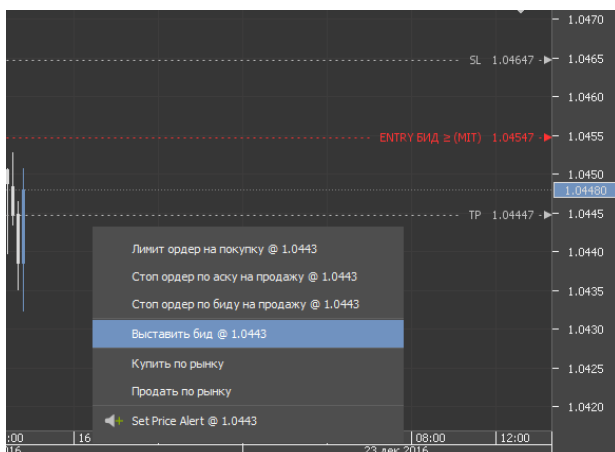 1.0470
SL 1.04647
1.0465
1.0460
ENTRY БИД ≥ (MIT) 1.04547
1.0455
1.0450
1.04480
TP 1.04447
1.0445
Лимит ордер на покупку @ 1.0443
1.0440
Стоп ордер по аску на продажу @ 1.0443
1.0435
Стоп ордер по биду на продажу @ 1.0443
Выставить бид @ 1.0443
1.0430
Купить по рынку
1.0425
Продать по рынку
1.0420
Set Price Alert @ 1.0443
:00 16 08:00 12:00
016 23 дек 2016